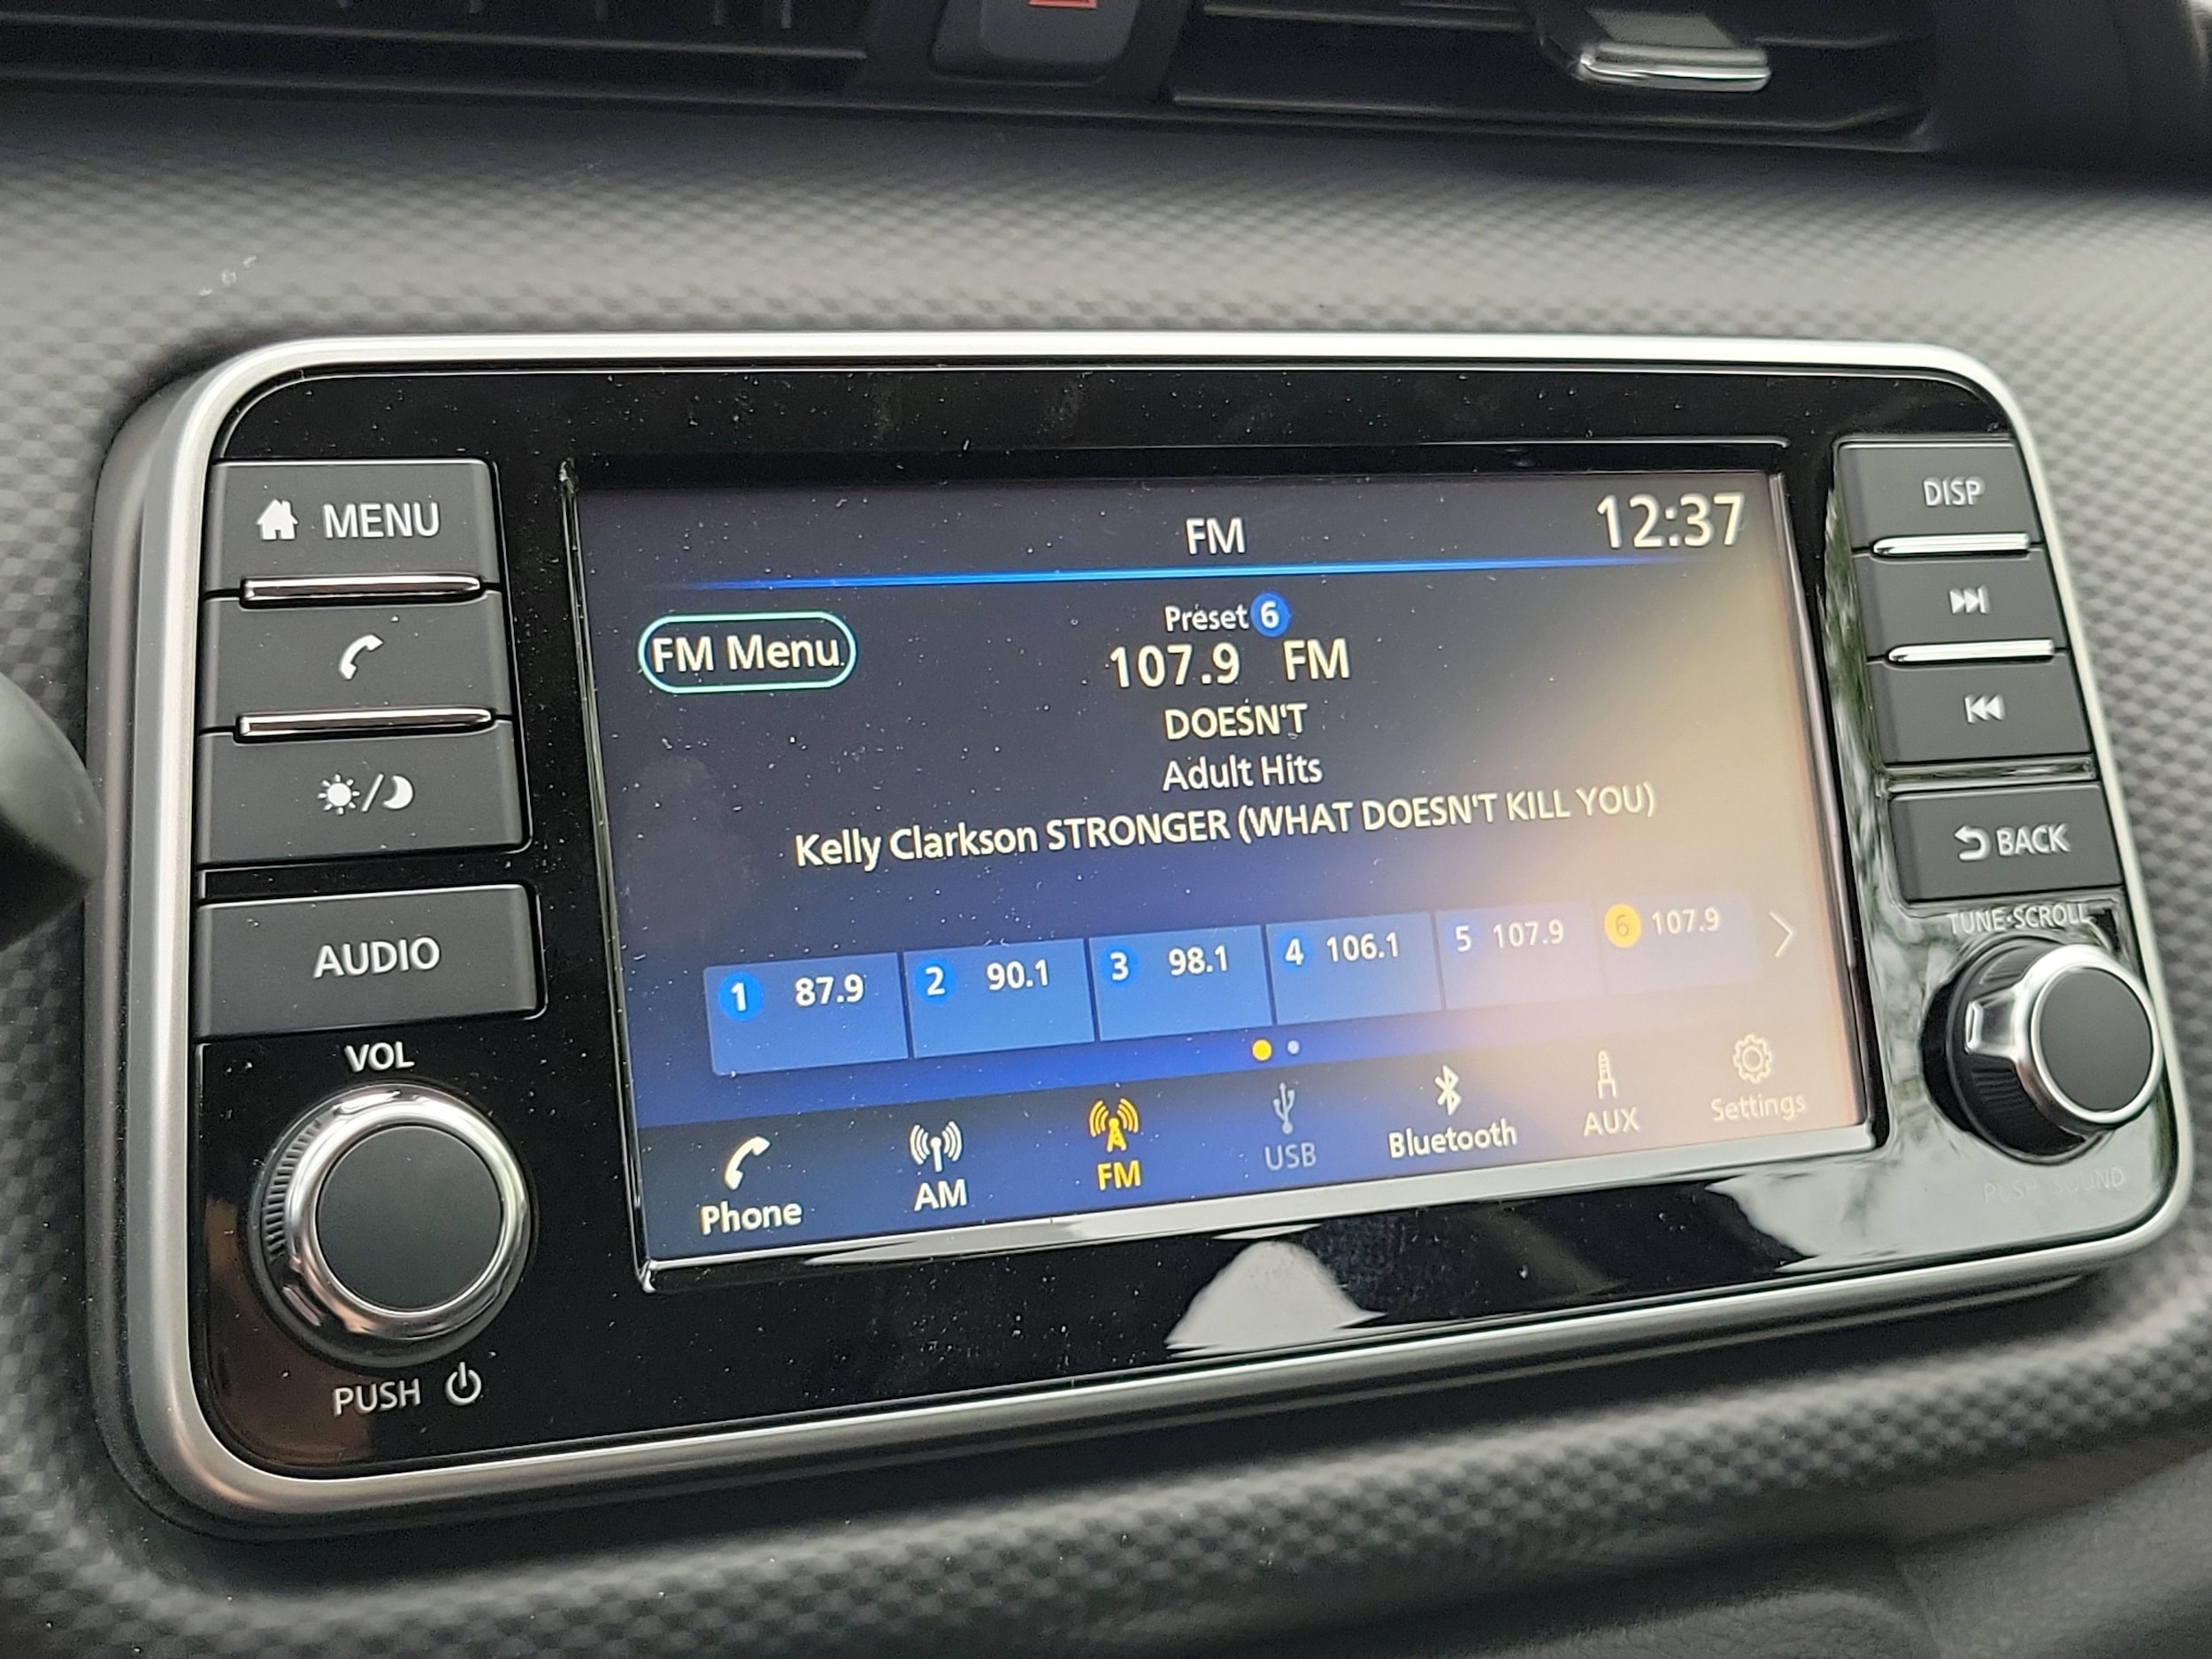 MENU
AUDIO
VOL
PUSH
FM
12:37
FM Menu
Preset 6
107.9 FM
DOESN'T
Adult Hits
Kelly Clarkson STRONGER (WHAT DOESN'T KILL YOU)
1 87.9 2 90.1 3 98.1 4 106.1 5 107.9 6 107.9
Phone AM FM USB Bluetooth AUX Settings
DISP
BACK
TUNE·SCROLL
PUSH SOUND